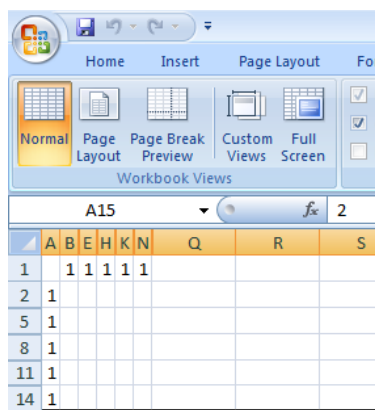 Home Insert Page Layout Fo
Normal Page Layout Page Break Preview Custom Views Full Screen
Workbook Views
A15 fx 2
A B E H K N Q R S
1 1 1 1 1 1
2 1
5 1
8 1
11 1
14 1